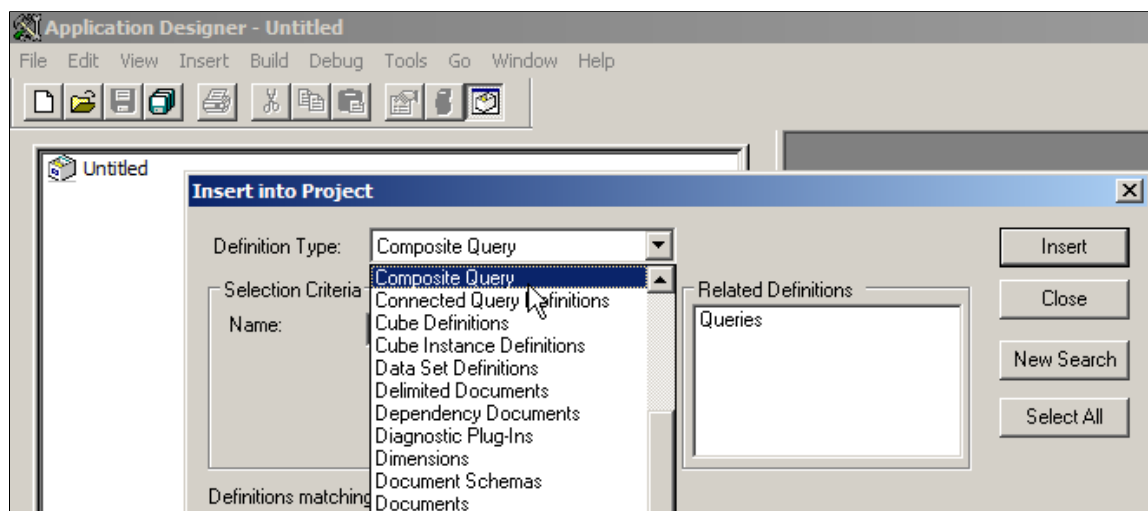 Application Designer - Untitled
File Edit View Insert Build Debug Tools Go Window Help
Untitled
Insert into Project
Definition Type: Composite Query
Insert
Composite Query
Selection Criteria
Connected Query Definitions
Related Definitions
Close
Name:
Cube Definitions
Queries
Cube Instance Definitions
Data Set Definitions
New Search
Delimited Documents
Dependency Documents
Select All
Diagnostic Plug-Ins
Dimensions
Document Schemas
Definitions matching
Documents